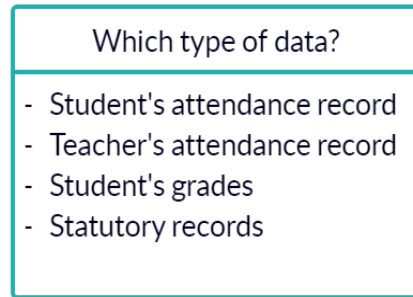 Which type of data?
- Student's attendance record
- Teacher's attendance record
- Student's grades
- Statutory records